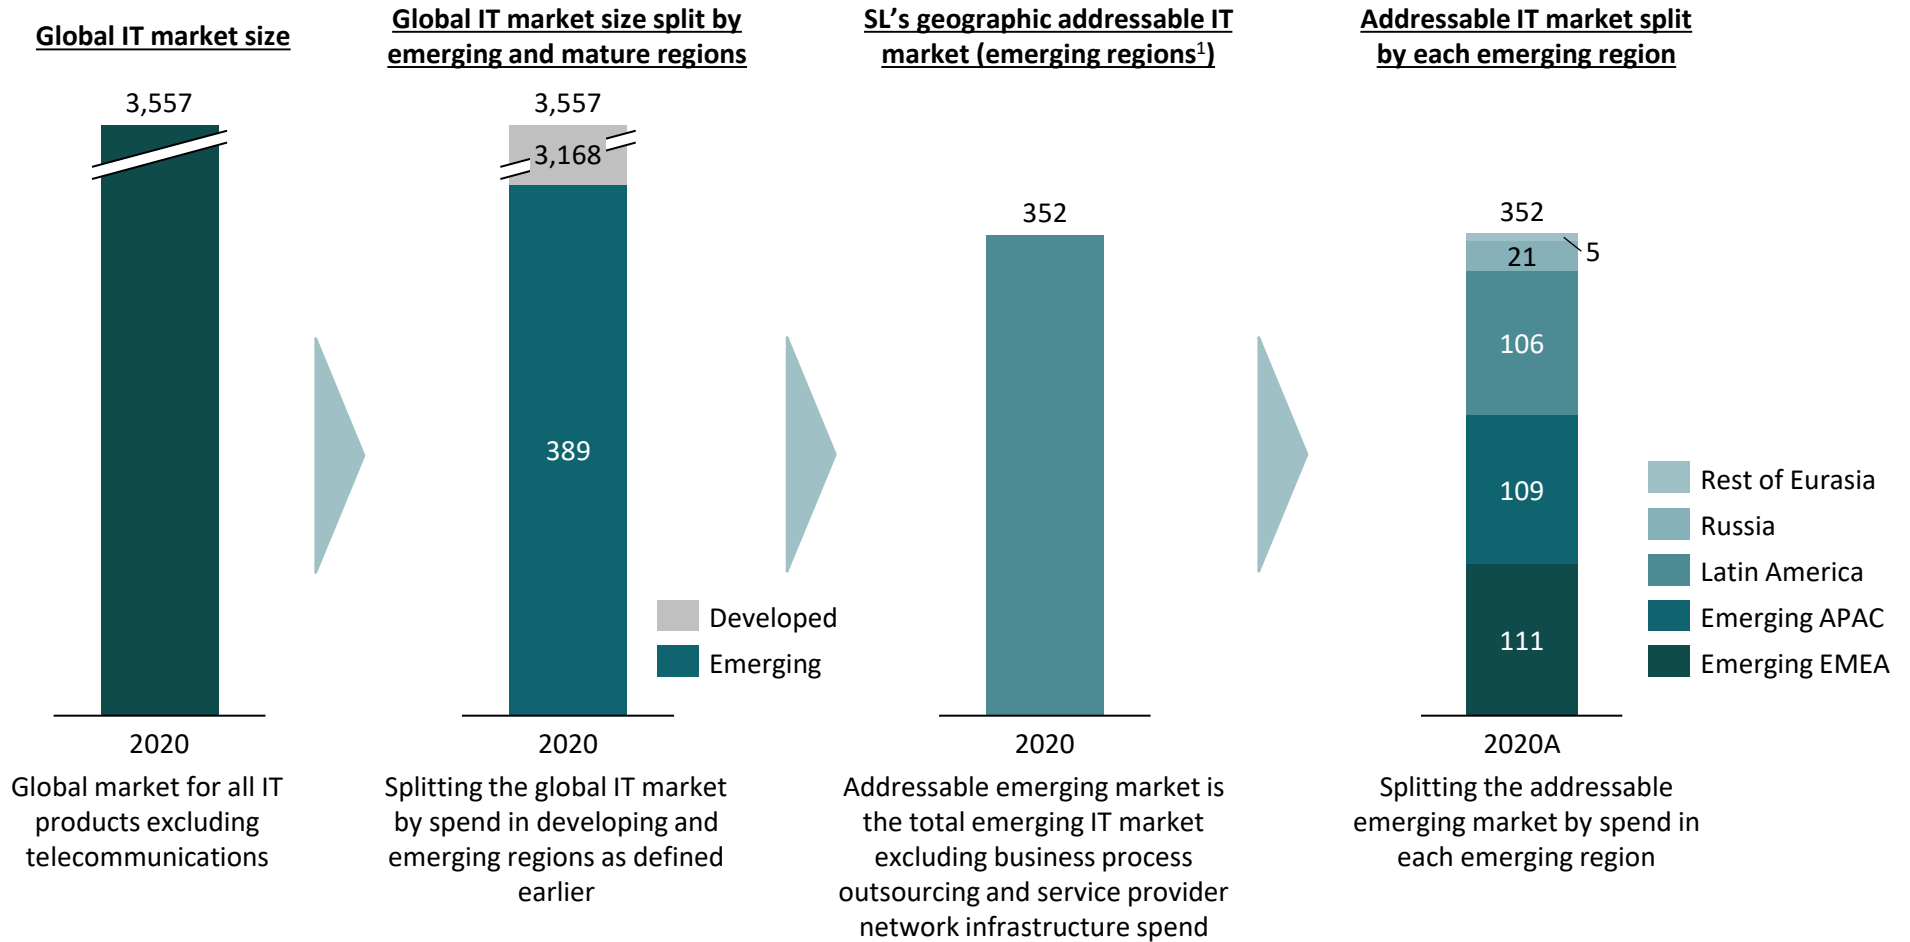 Global IT market size
3,557
2020
Global market for all IT
products excluding
telecommunications
Global IT market size split by
emerging and mature regions
3,557
3,168
389
Developed
Emerging
2020
Splitting the global IT market
by spend in developing and
emerging regions as defined
earlier
SL’s geographic addressable IT
market (emerging regions¹)
352
2020
Addressable emerging market is
the total emerging IT market
excluding business process
outsourcing and service provider
network infrastructure spend
Addressable IT market split
by each emerging region
352
5
21
106
109
111
Rest of Eurasia
Russia
Latin America
Emerging APAC
Emerging EMEA
2020A
Splitting the addressable
emerging market by spend in
each emerging region